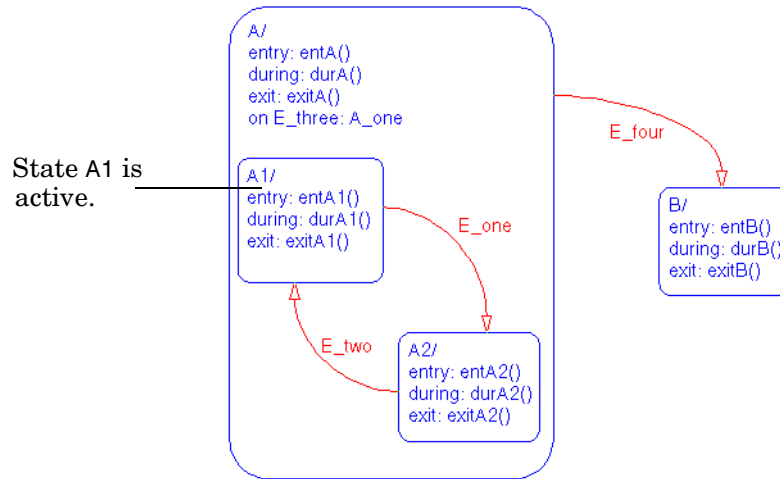 A/
entry: entA()
during: durA()
exit: exitA()
on E_three: A_one
E_four
State A1 is
active.
A1/
entry: entA1()
during: durA1()
exit: exitA1()
E_one
B/
entry: entB()
during: durB()
exit: exitB()
E_two
A2/
entry: entA2()
during: durA2()
exit: exitA2()